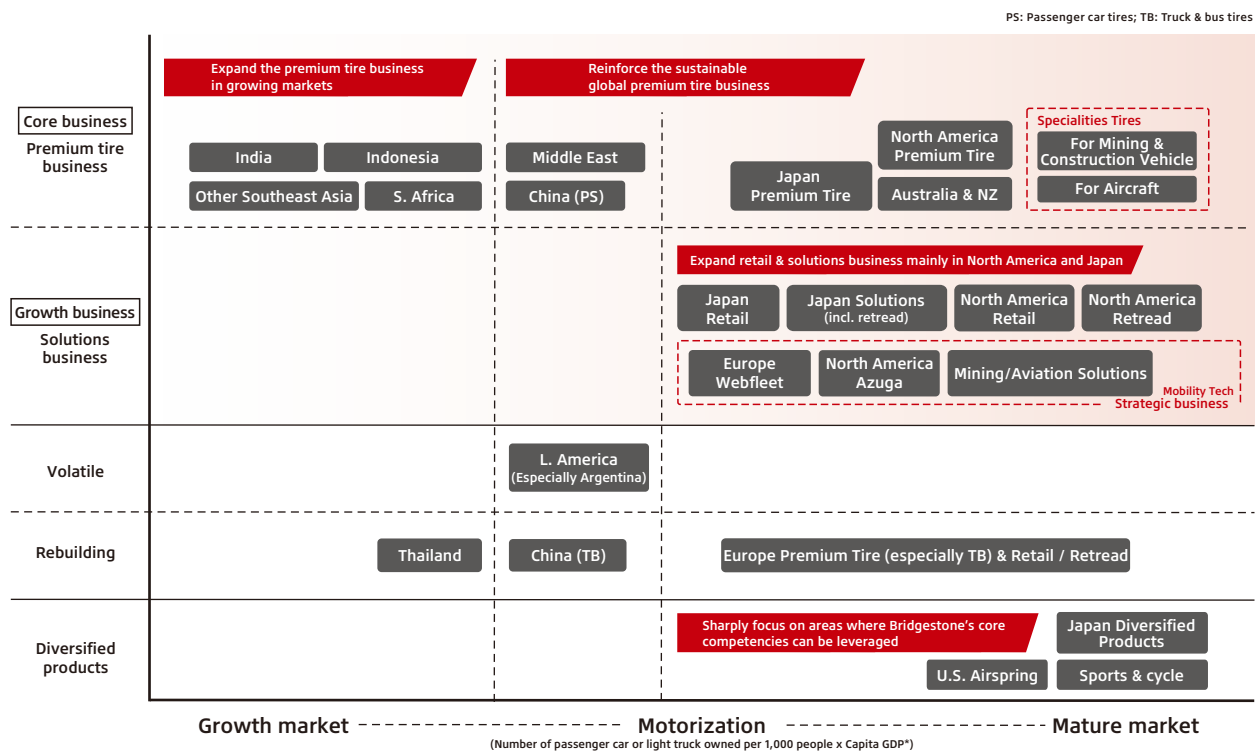 PS: Passenger car tires; TB: Truck & bus tires
Expand the premium tire business
in growing markets
Reinforce the sustainable
global premium tire business
Core business
Premium tire
business
India
Indonesia
Other Southeast Asia
S. Africa
Middle East
China (PS)
Japan
Premium Tire
North America
Premium Tire
Australia & NZ
Specialities Tires
For Mining &
Construction Vehicle
For Aircraft
Growth business
Solutions
business
Expand retail & solutions business mainly in North America and Japan
Japan
Retail
Japan Solutions
(incl. retread)
North America
Retail
North America
Retread
Europe
Webfleet
North America
Azuga
Mining/Aviation Solutions
Mobility Tech
Strategic business
Volatile
L. America
(Especially Argentina)
Rebuilding
Thailand
China (TB)
Europe Premium Tire (especially TB) & Retail / Retread
Diversified
products
Sharply focus on areas where Bridgestone's core
competencies can be leveraged
Japan Diversified
Products
U.S. Airspring
Sports & cycle
Growth market
Motorization
Mature market
(Number of passenger car or light truck owned per 1,000 people x Capita GDP*)